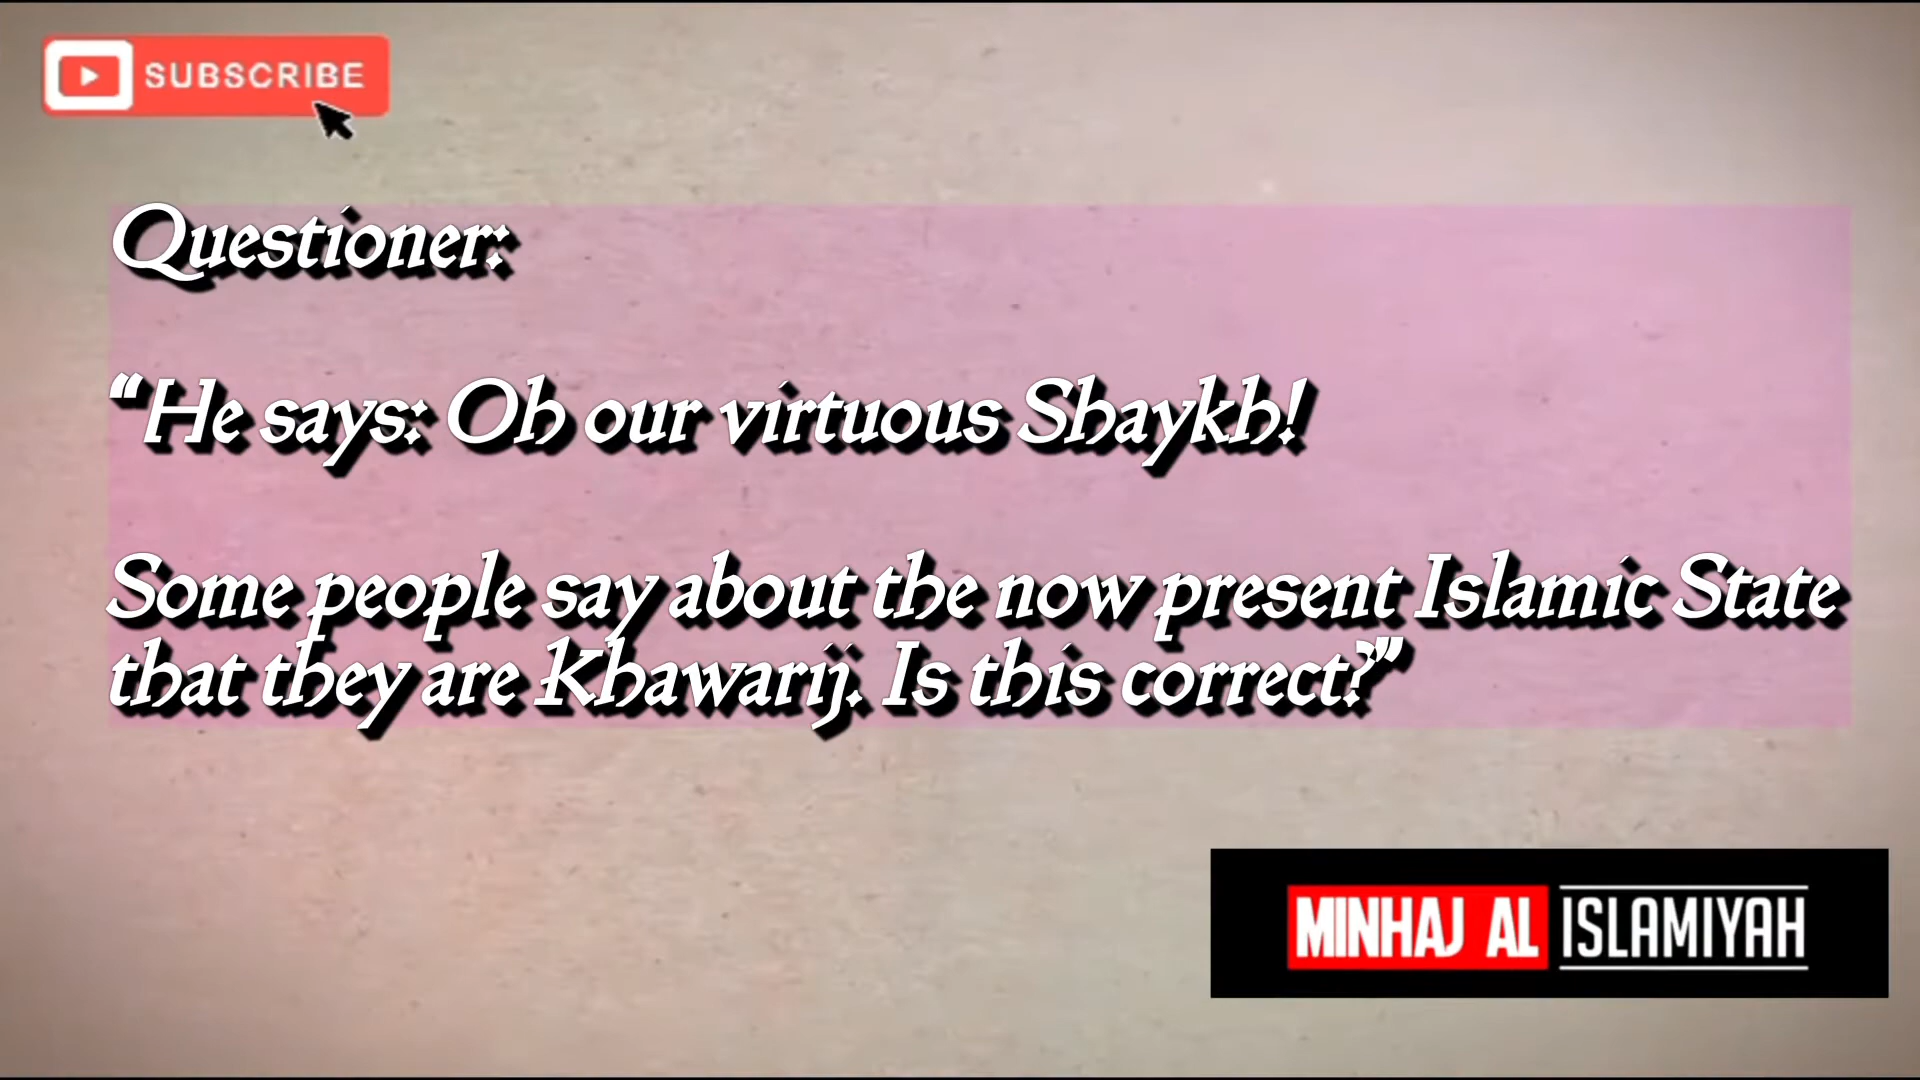 SUBSCRIBE
Questioner:
“He says: Oh our virtuous Shaykh!
Some people say about the now present Islamic State
that they are Khawarij. Is this correct?”
MINHAJ AL ISLAMIYAH